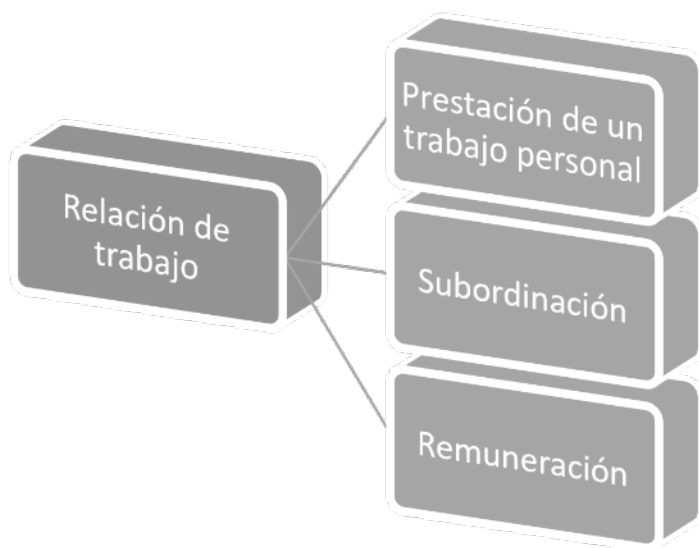 Relación de
trabajo
Prestación de un
trabajo personal
Subordinación
Remuneración